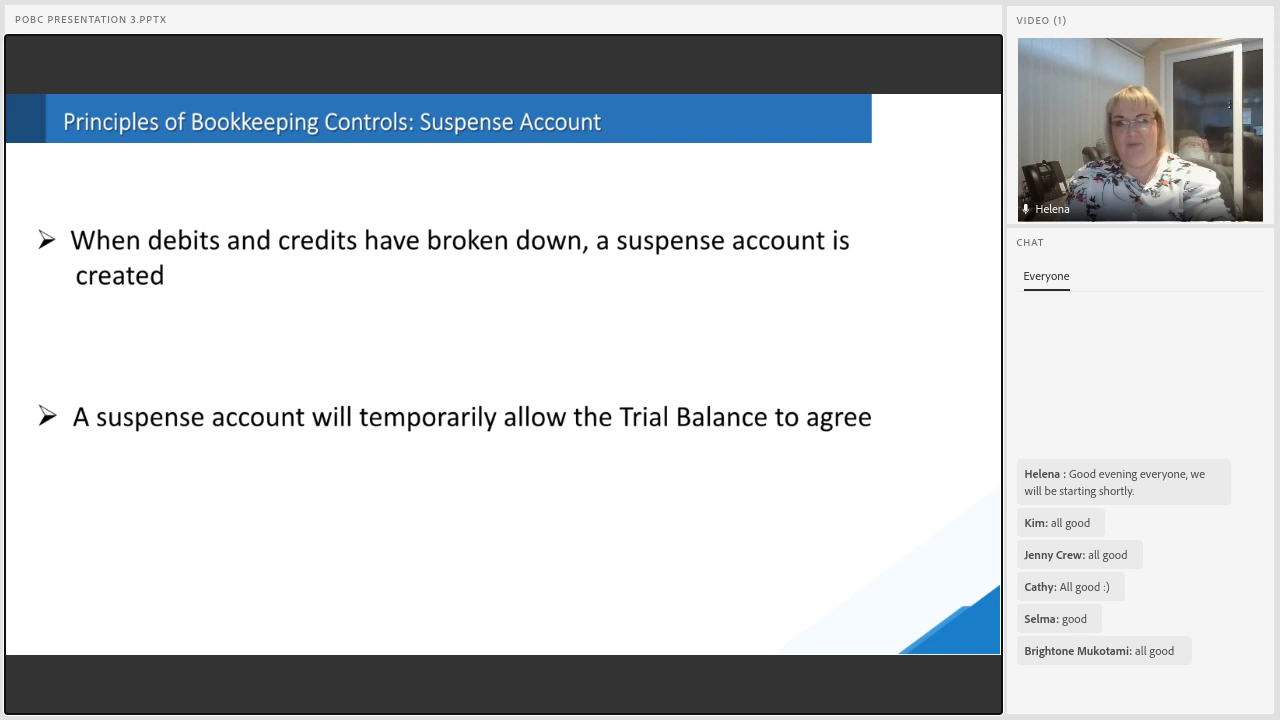 POBC PRESENTATION 3.PPTX
Principles of Bookkeeping Controls: Suspense Account
➢ When debits and credits have broken down, a suspense account is
created
➢ A suspense account will temporarily allow the Trial Balance to agree
VIDEO (1)
Helena
CHAT
Everyone
Helena : Good evening everyone, we
will be starting shortly.
Kim: all good
Jenny Crew: all good
Cathy: All good :)
Selma: good
Brightone Mukotami: all good